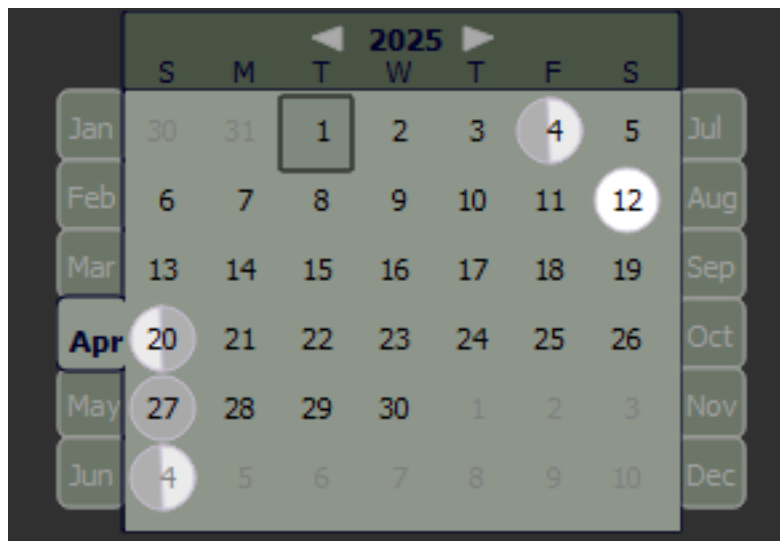 ◀ 2025 ▶
S M T W T F S
Jan 30 31 1 2 3 4 5 Jul
Feb 6 7 8 9 10 11 12 Aug
Mar 13 14 15 16 17 18 19 Sep
Apr 20 21 22 23 24 25 26 Oct
May 27 28 29 30 1 2 3 Nov
Jun 4 5 6 7 8 9 10 Dec